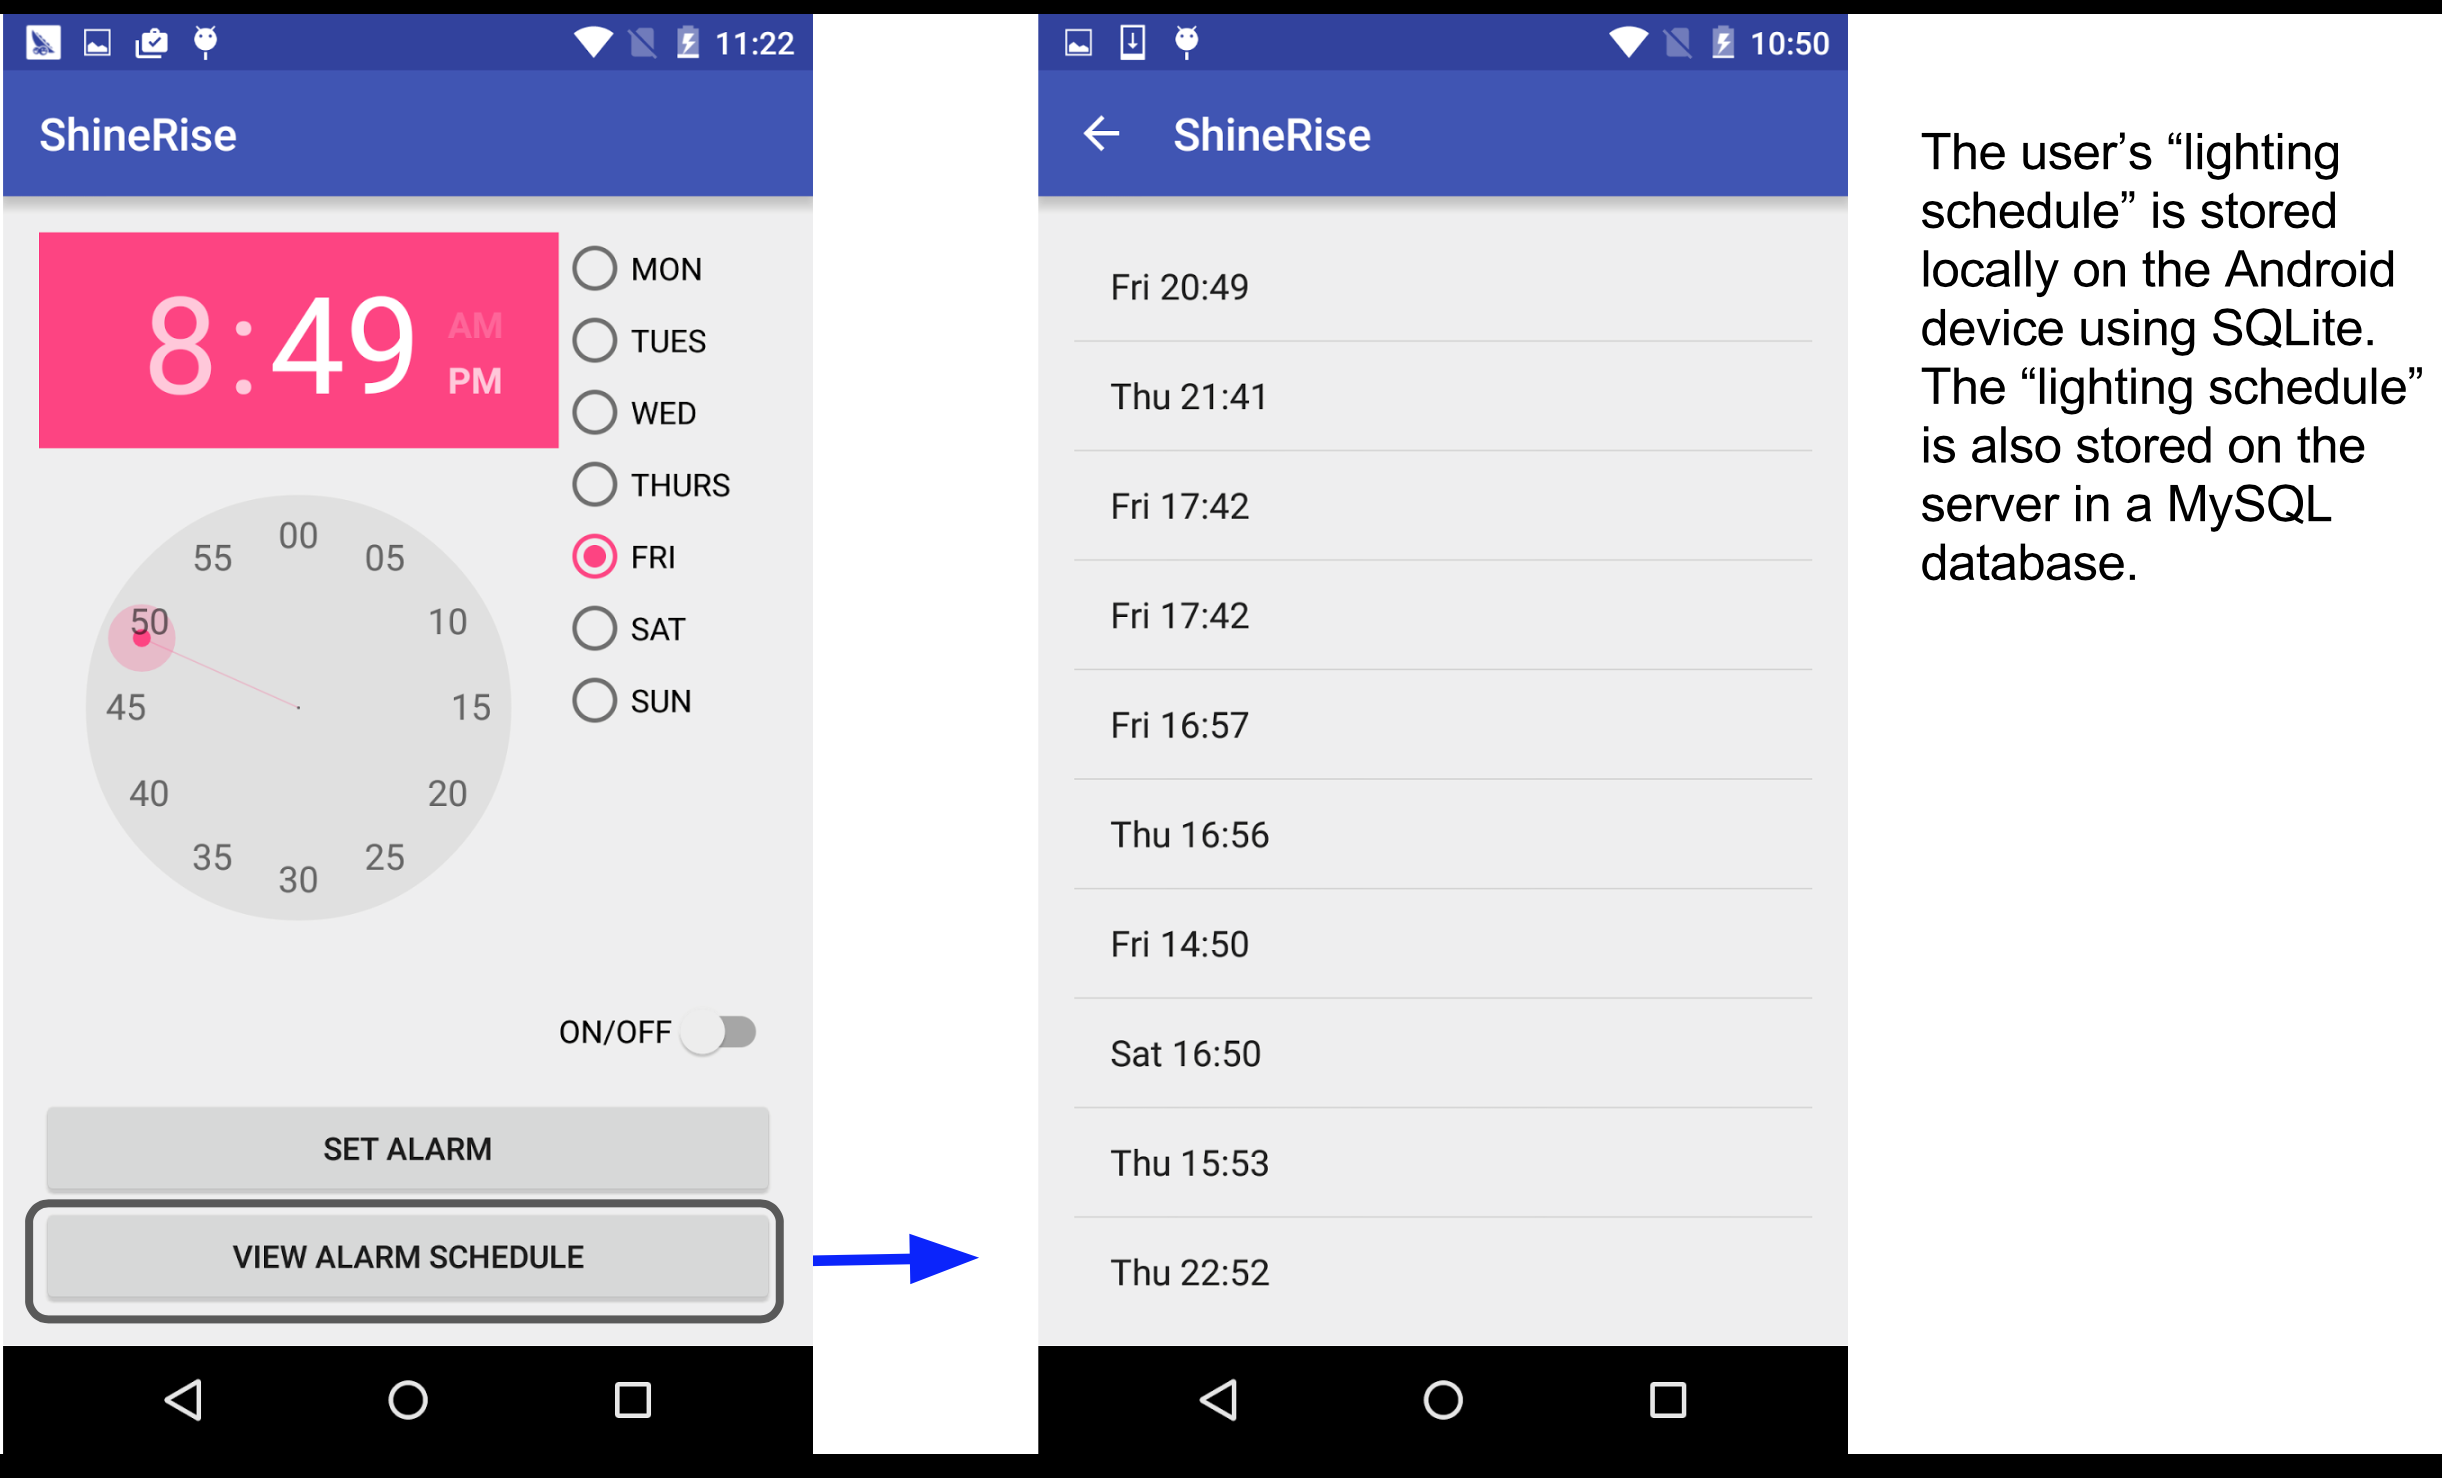 11:22
ShineRise
8:49
AM
PM
MON
TUES
WED
THURS
FRI
SAT
SUN
00
05
10
15
20
25
30
35
40
45
50
55
ON/OFF
SET ALARM
VIEW ALARM SCHEDULE
10:50
ShineRise
Fri 20:49
Thu 21:41
Fri 17:42
Fri 17:42
Fri 16:57
Thu 16:56
Fri 14:50
Sat 16:50
Thu 15:53
Thu 22:52
The user’s “lighting
schedule” is stored
locally on the Android
device using SQLite.
The “lighting schedule”
is also stored on the
server in a MySQL
database.